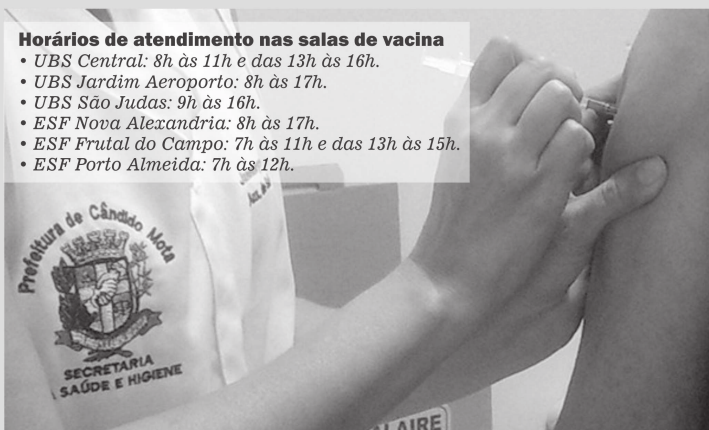 Horários de atendimento nas salas de vacina
• UBS Central: 8h às 11h e das 13h às 16h.
• UBS Jardim Aeroporto: 8h às 17h.
• UBS São Judas: 9h às 16h.
• ESF Nova Alexandria: 8h às 17h.
• ESF Frutal do Campo: 7h às 11h e das 13h às 15h.
• ESF Porto Almeida: 7h às 12h.
Prefeitura de Cândido Mota
SECRETARIA
SAÚDE E HIGIENE
ALAIRE